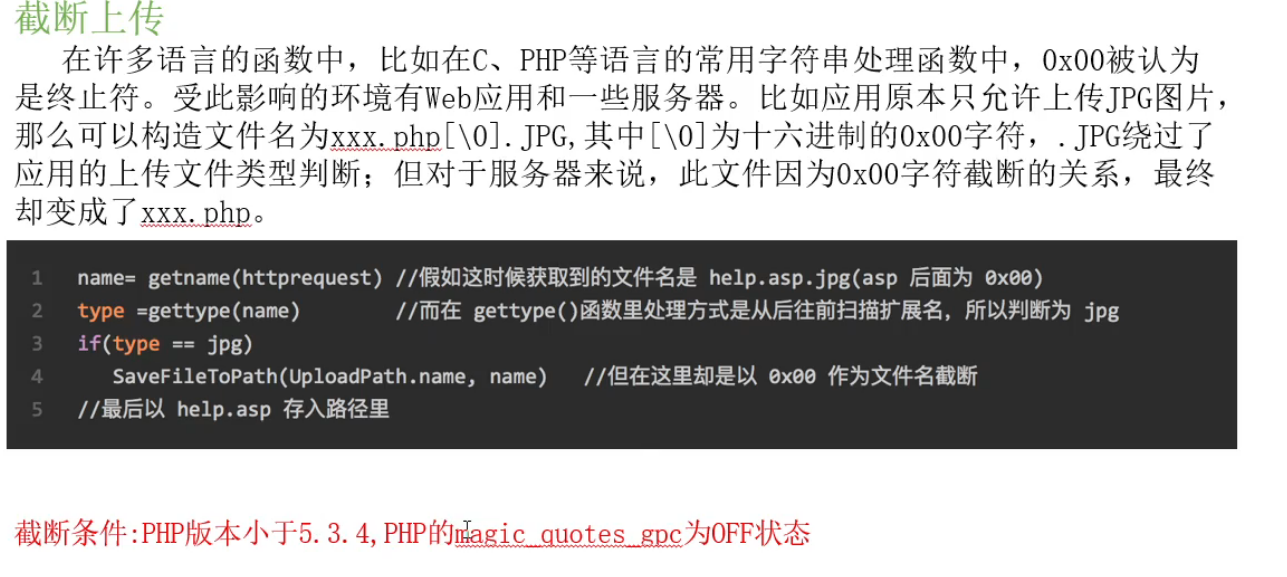 截断上传
在许多语言的函数中，比如在C、PHP等语言的常用字符串处理函数中，0x00被认为
是终止符。受此影响的环境有Web应用和一些服务器。比如应用原本只允许上传JPG图片，
那么可以构造文件名为xxx.php[\0].JPG,其中[\0]为十六进制的0x00字符，.JPG绕过了
应用的上传文件类型判断；但对于服务器来说，此文件因为0x00字符截断的关系，最终
却变成了xxx.php。
1 name= getname(httprequest) //假如这时候获取到的文件名是 help.asp.jpg(asp 后面为 0x00)
2 type =gettype(name) //而在 gettype()函数里处理方式是从后往前扫描扩展名，所以判断为 jpg
3 if(type == jpg)
4 SaveFileToPath(UploadPath.name, name) //但在这里却是以 0x00 作为文件名截断
5 //最后以 help.asp 存入路径里
截断条件:PHP版本小于5.3.4,PHP的magic_quotes_gpc为OFF状态